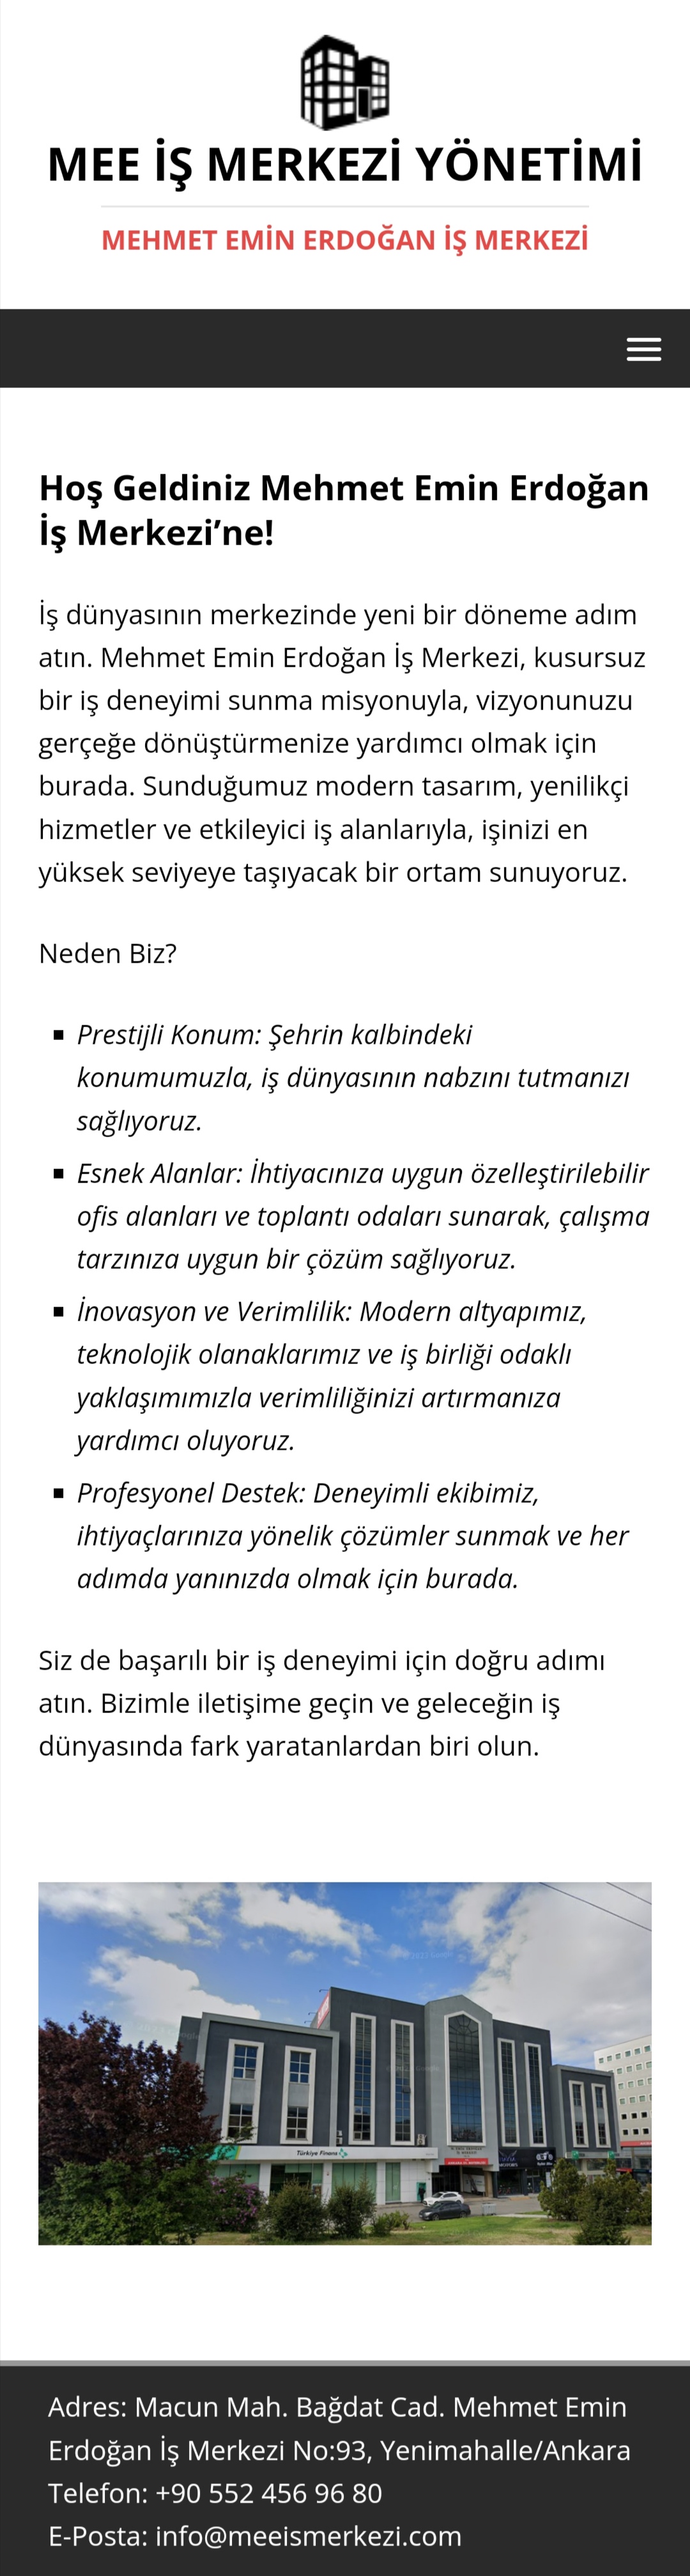 MEE İŞ MERKEZİ YÖNETİMİ
MEHMET EMİN ERDOĞAN İŞ MERKEZİ
Hoş Geldiniz Mehmet Emin Erdoğan
İş Merkezi’ne!
İş dünyasının merkezinde yeni bir döneme adım
atın. Mehmet Emin Erdoğan İş Merkezi, kusursuz
bir iş deneyimi sunma misyonuyla, vizyonunuzu
gerçeğe dönüştürmenize yardımcı olmak için
burada. Sunduğumuz modern tasarım, yenilikçi
hizmetler ve etkileyici iş alanlarıyla, işinizi en
yüksek seviyeye taşıyacak bir ortam sunuyoruz.
Neden Biz?
▪ Prestijli Konum: Şehrin kalbindeki
konumumuzla, iş dünyasının nabzını tutmanızı
sağlıyoruz.
▪ Esnek Alanlar: İhtiyacınıza uygun özelleştirilebilir
ofis alanları ve toplantı odaları sunarak, çalışma
tarzınıza uygun bir çözüm sağlıyoruz.
▪ İnovasyon ve Verimlilik: Modern altyapımız,
teknolojik olanaklarımız ve iş birliği odaklı
yaklaşımımızla verimliliğinizi artırmanıza
yardımcı oluyoruz.
▪ Profesyonel Destek: Deneyimli ekibimiz,
ihtiyaçlarınıza yönelik çözümler sunmak ve her
adımda yanınızda olmak için burada.
Siz de başarılı bir iş deneyimi için doğru adımı
atın. Bizimle iletişime geçin ve geleceğin iş
dünyasında fark yaratanlardan biri olun.
Türkiye Finans
Adres: Macun Mah. Bağdat Cad. Mehmet Emin
Erdoğan İş Merkezi No:93, Yenimahalle/Ankara
Telefon: +90 552 456 96 80
E-Posta: info@meeismerkezi.com